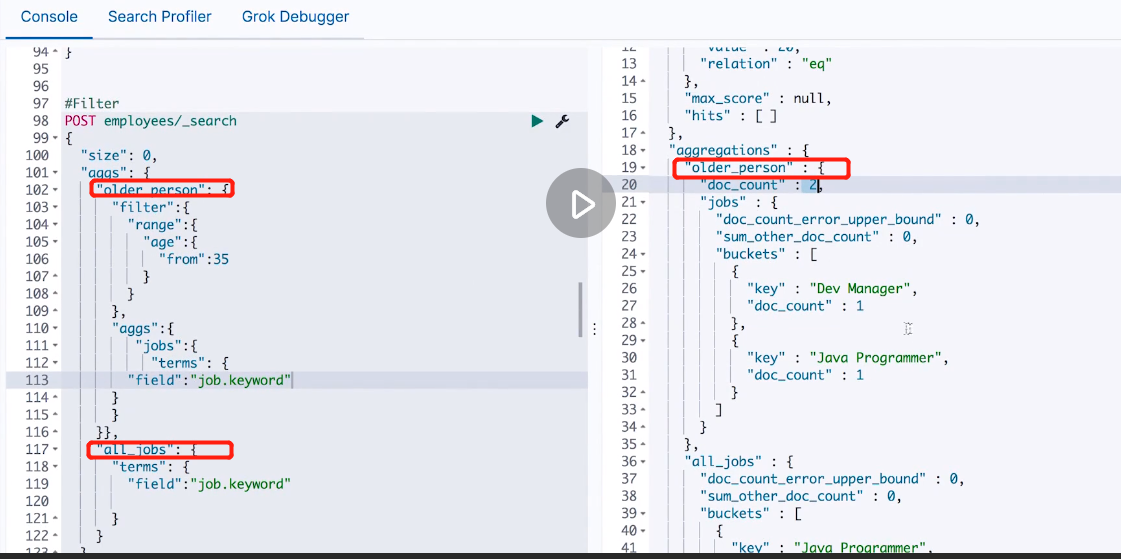 Console Search Profiler Grok Debugger
94 }
95
96
97 #Filter
98 POST employees/_search
99 {
100 "size": 0,
101 "aggs": {
102 "older_person": {
103 "filter":{
104 "range":{
105 "age":{
106 "from":35
107 }
108 }
109 },
110 "aggs":{
111 "jobs":{
112 "terms": {
113 "field":"job.keyword"
114 }
115 }
116 }},
117 "all_jobs": {
118 "terms": {
119 "field":"job.keyword"
120
121 }
122 }
123 }
12 "value" : 20,
13 "relation" : "eq"
14 },
15 "max_score" : null,
16 "hits" : [ ]
17 },
18 "aggregations" : {
19 "older_person" : {
20 "doc_count" : 2,
21 "jobs" : {
22 "doc_count_error_upper_bound" : 0,
23 "sum_other_doc_count" : 0,
24 "buckets" : [
25 {
26 "key" : "Dev Manager",
27 "doc_count" : 1
28 },
29 {
30 "key" : "Java Programmer",
31 "doc_count" : 1
32 }
33 ]
34 }
35 },
36 "all_jobs" : {
37 "doc_count_error_upper_bound" : 0,
38 "sum_other_doc_count" : 0,
39 "buckets" : [
40 {
41 "key" : "Java Programmer",